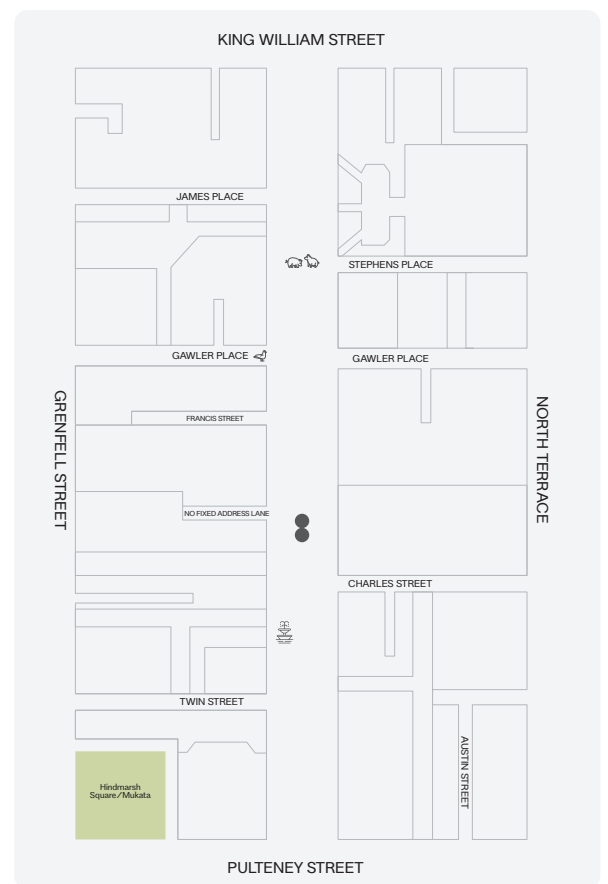 KING WILLIAM STREET
JAMES PLACE
STEPHENS PLACE
GAWLER PLACE
GAWLER PLACE
GRENFELL STREET
NORTH TERRACE
FRANCIS STREET
NO FIXED ADDRESS LANE
CHARLES STREET
TWIN STREET
AUSTIN STREET
Hindmarsh
Square/Mukata
PULTENEY STREET